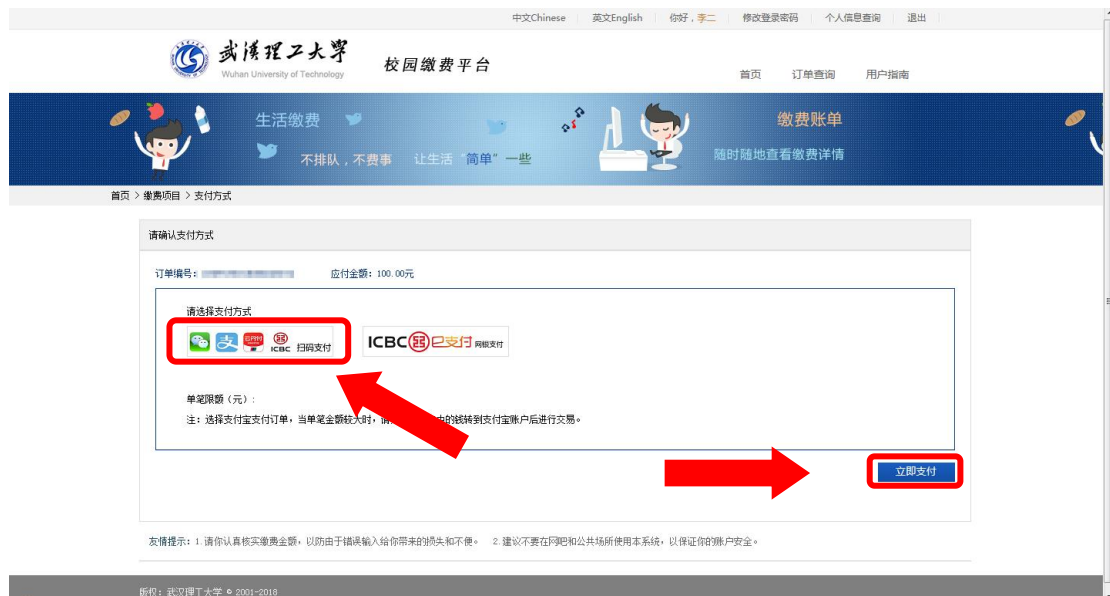 中文Chinese 英文English 你好，李二 修改登录密码 个人信息查询 退出
武汉理工大学
Wuhan University of Technology
校园缴费平台
首页 订单查询 用户指南
生活缴费
不排队，不费事 让生活“简单”一些
缴费账单
随时随地查看缴费详情
首页 > 缴费项目 > 支付方式
请确认支付方式
订单编号： 应付金额：100.00元
请选择支付方式
支 ICBC 扫码支付
ICBC 已支付 网银支付
单笔限额（元）:
注：选择支付宝支付订单，当单笔金额较大时，请 中的钱转到支付宝账户后进行交易。
立即支付
友情提示：1.请你认真核实缴费金额，以防由于错误输入给你带来的损失和不便。 2.建议不要在网吧和公共场所使用本系统，以保证你的账户安全。
版权：武汉理工大学 © 2001-2018